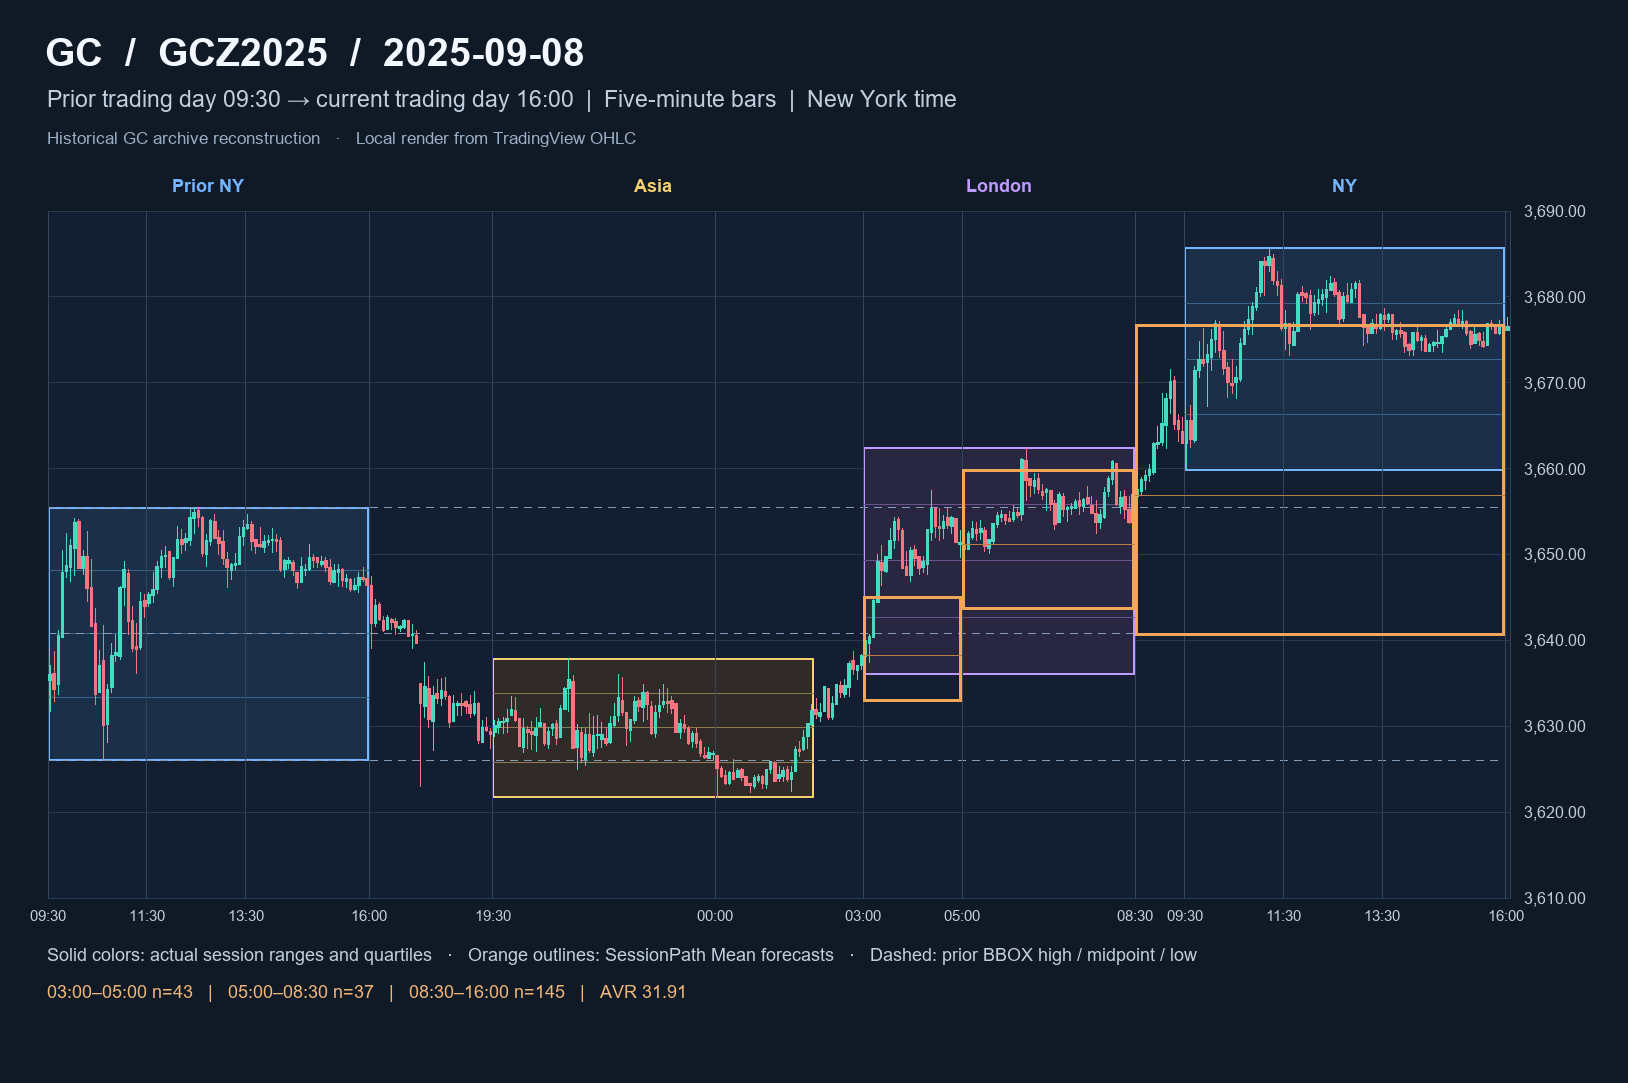 GC / GCZ2025 / 2025-09-08
Prior trading day 09:30 → current trading day 16:00 | Five-minute bars | New York time
Historical GC archive reconstruction · Local render from TradingView OHLC
Prior NY Asia London NY
3,690.00
3,680.00
3,670.00
3,660.00
3,650.00
3,640.00
3,630.00
3,620.00
3,610.00
09:30 11:30 13:30 16:00 19:30 00:00 03:00 05:00 08:30 09:30 11:30 13:30 16:00
Solid colors: actual session ranges and quartiles · Orange outlines: SessionPath Mean forecasts · Dashed: prior BBOX high / midpoint / low
03:00–05:00 n=43 | 05:00–08:30 n=37 | 08:30–16:00 n=145 | AVR 31.91